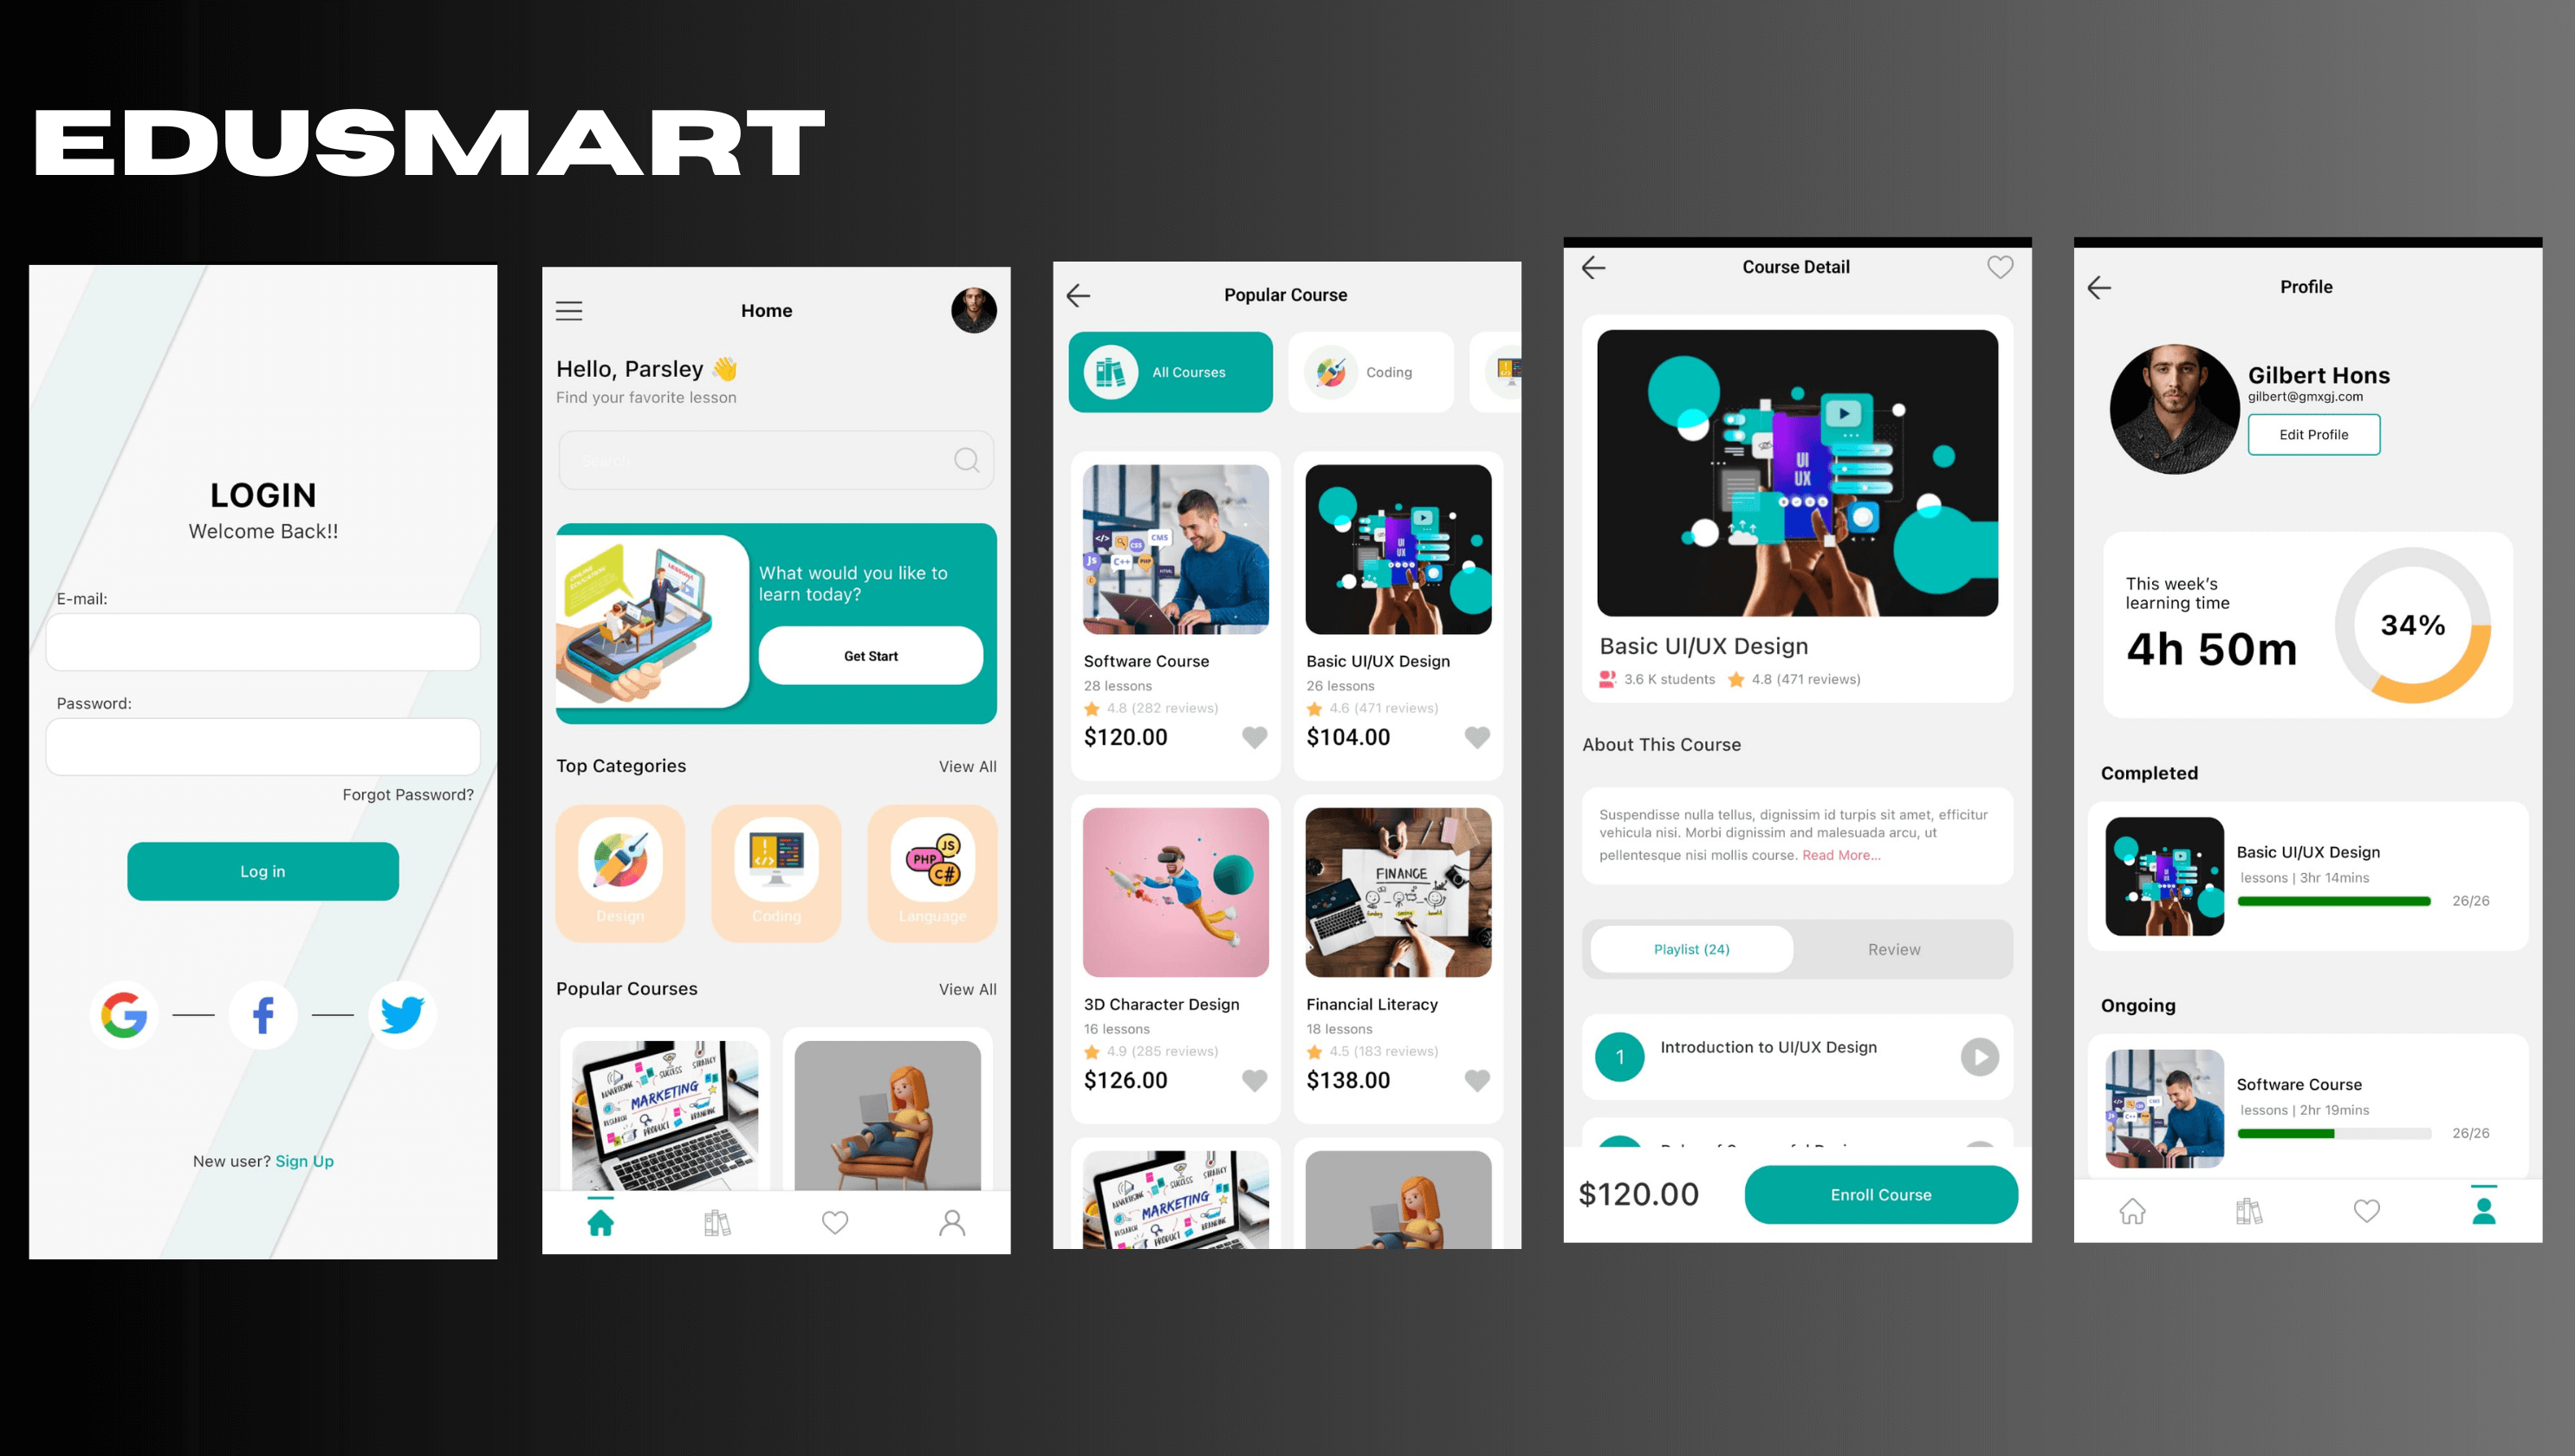 EDUSMART
LOGIN
Welcome Back!!
E-mail:
Password:
Forgot Password?
Log in
New user? Sign Up
Home
Hello, Parsley 👋
Find your favorite lesson
Search
What would you like to
learn today?
Get Start
Top Categories
View All
Design
Coding
Language
Popular Courses
View All
MARKETING
Popular Course
All Courses
Coding
Software Course
28 lessons
4.8 (282 reviews)
$120.00
Basic UI/UX Design
26 lessons
4.6 (471 reviews)
$104.00
3D Character Design
16 lessons
4.9 (285 reviews)
$126.00
FINANCE
Financial Literacy
18 lessons
4.5 (183 reviews)
$138.00
MARKETING
Course Detail
UI
UX
Basic UI/UX Design
3.6 K students
4.8 (471 reviews)
About This Course
Suspendisse nulla tellus, dignissim id turpis sit amet, efficitur
vehicula nisi. Morbi dignissim and malesuada arcu, ut
pellentesque nisi mollis course. Read More...
Playlist (24)
Review
1
Introduction to UI/UX Design
$120.00
Enroll Course
Profile
Gilbert Hons
gilbert@gmxgj.com
Edit Profile
This week's
learning time
4h 50m
34%
Completed
Basic UI/UX Design
lessons | 3hr 14mins
26/26
Ongoing
Software Course
lessons | 2hr 19mins
26/26